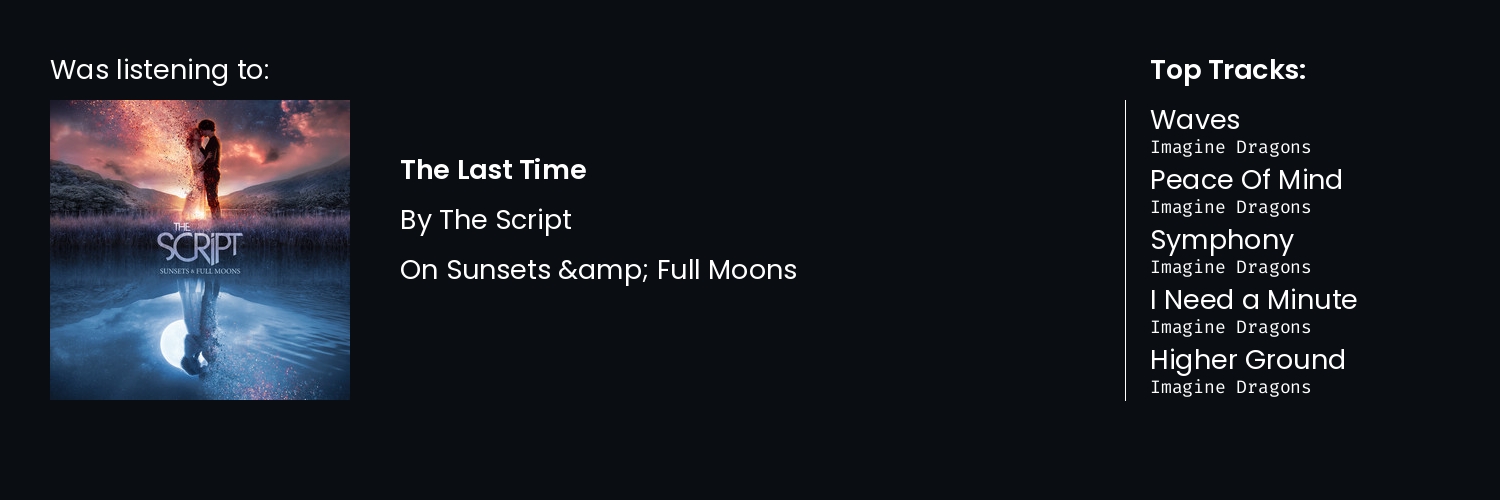 Was listening to:
THE
SCRIPT
SUNSETS & FULL MOONS
The Last Time
By The Script
On Sunsets &amp; Full Moons
Top Tracks:
Waves
Imagine Dragons
Peace Of Mind
Imagine Dragons
Symphony
Imagine Dragons
I Need a Minute
Imagine Dragons
Higher Ground
Imagine Dragons